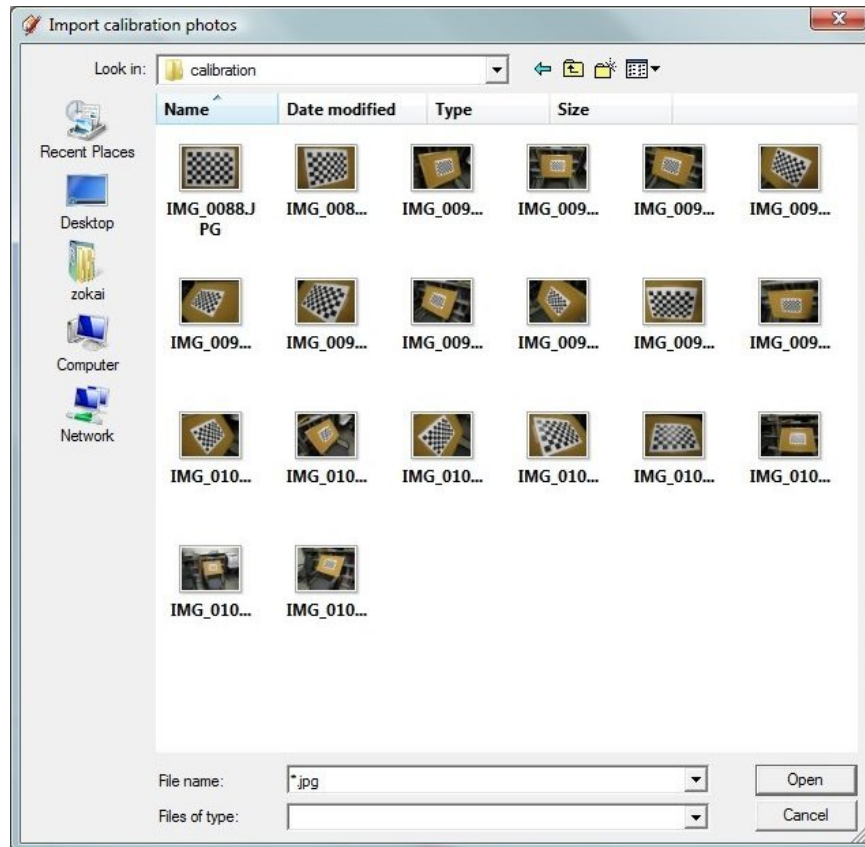 Import calibration photos
Look in:
calibration
Name Date modified Type Size
Recent Places
Desktop
zokai
Computer
Network
IMG_0088.J
PG
IMG_008... IMG_009... IMG_009... IMG_009... IMG_009...
IMG_009... IMG_009... IMG_009... IMG_009... IMG_009... IMG_009...
IMG_010... IMG_010... IMG_010... IMG_010... IMG_010... IMG_010...
IMG_010... IMG_010...
File name: *.jpg Open
Files of type: Cancel